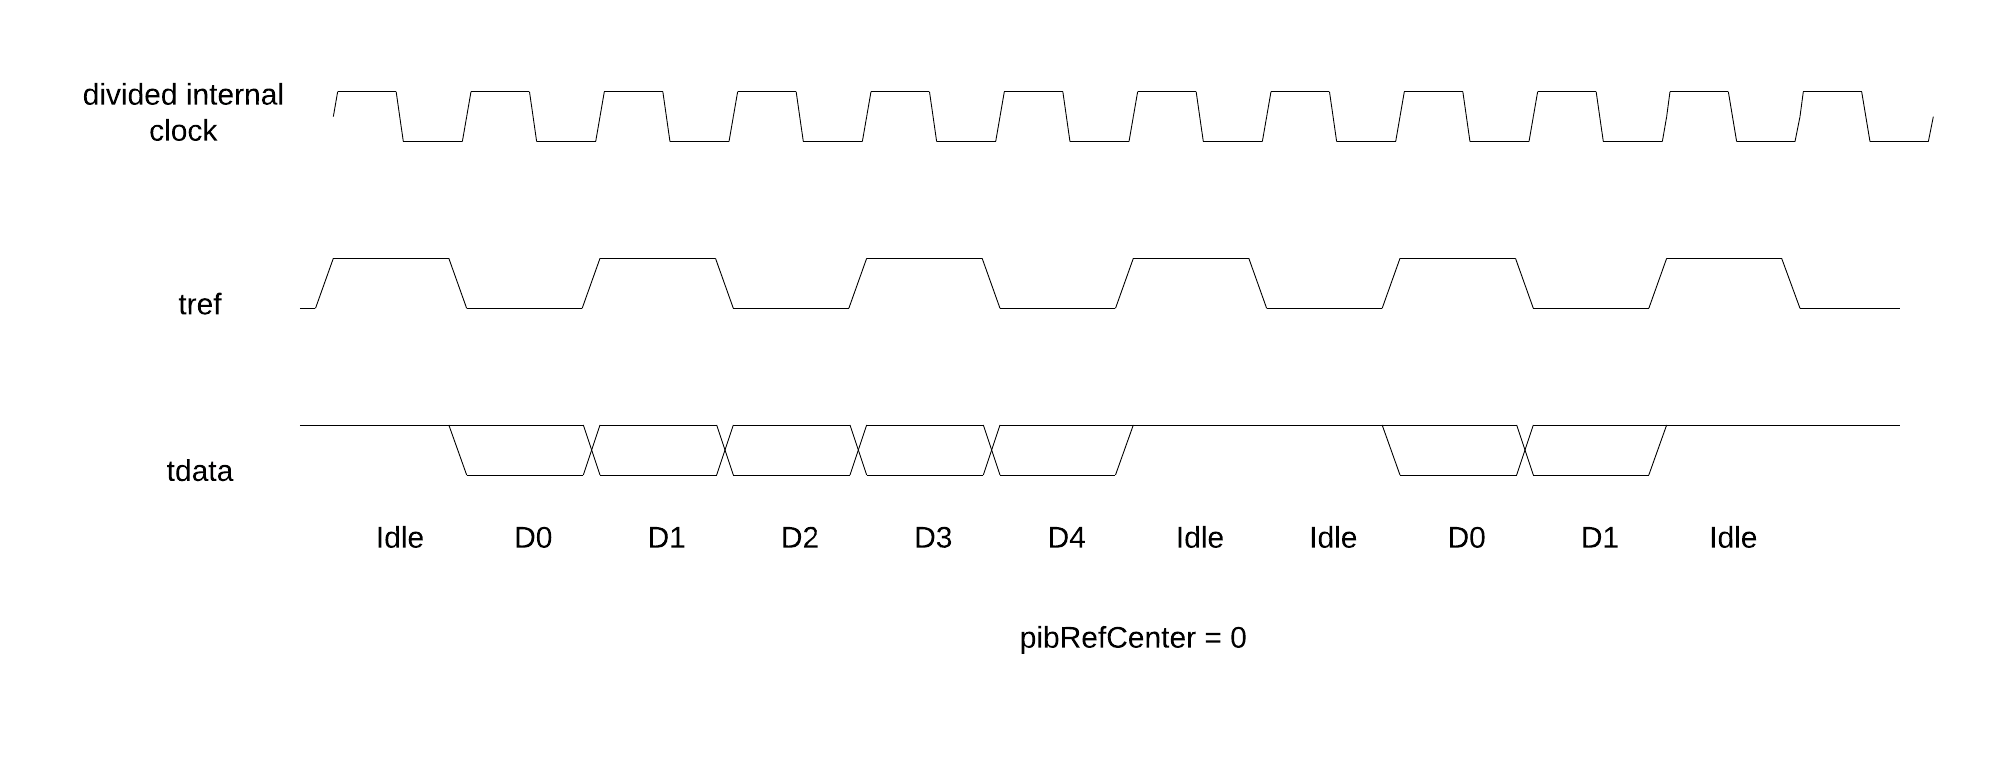 divided internal
clock
tref
tdata
Idle D0 D1 D2 D3 D4 Idle Idle D0 D1 Idle
pibRefCenter = 0